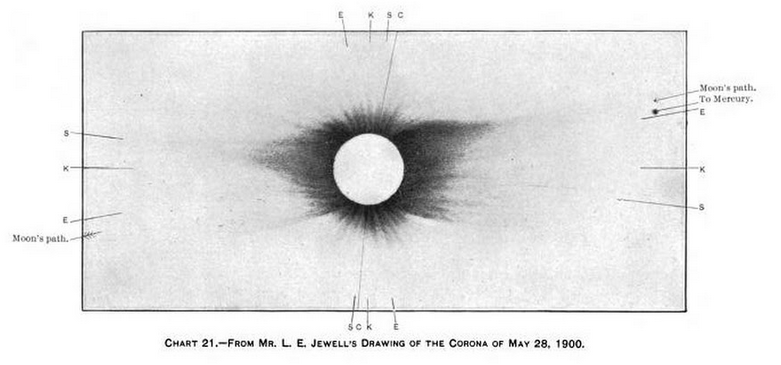 E K S C
Moon's path.
To Mercury.
E
S
K
K
S
E
Moon's path.
S C K E
CHART 21.—FROM MR. L. E. JEWELL'S DRAWING OF THE CORONA OF MAY 28, 1900.